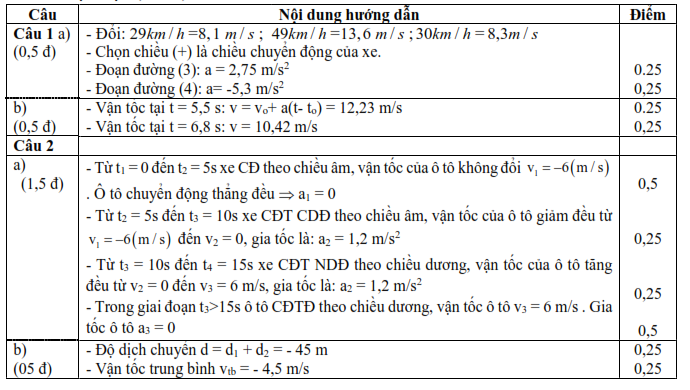 Câu Nội dung hướng dẫn Điểm
Câu 1 a) - Đổi: 29km / h =8,1 m / s ; 49km / h =13,6 m / s ; 30km / h = 8,3m / s
(0,5 đ) - Chọn chiều (+) là chiều chuyển động của xe.
- Đoạn đường (3): a = 2,75 m/s² 0.25
- Đoạn đường (4): a= -5,3 m/s² 0,25
b) - Vận tôc tại t = 5,5 s: v = vₒ+ a(t- tₒ) = 12,23 m/s 0,25
(0,5 đ) - Vận tốc tại t = 6,8 s: v = 10,42 m/s 0,25
Câu 2
a) - Từ t₁ = 0 đến t₂ = 5s xe CĐ theo chiều âm, vận tốc của ô tô không đổi v₁ = −6(m / s)
(1,5 đ) . Ô tô chuyển động thẳng đều ⇒ a₁ = 0 0,5
- Từ t₂ = 5s đến t₃ = 10s xe CĐT CDĐ theo chiều âm, vận tốc của ô tô giảm đều từ
v₁ = −6(m / s) đến v₂ = 0, gia tốc là: a₂ = 1,2 m/s² 0,25
- Từ t₃ = 10s đến t₄ = 15s xe CĐT NDĐ theo chiều dương, vận tốc của ô tô tăng
đều từ v₂ = 0 đến v₃ = 6 m/s, gia tốc là: a₂ = 1,2 m/s² 0,25
- Trong giai đoạn t₃>15s ô tô CĐTĐ theo chiều dương, vận tốc ô tô v₃ = 6 m/s . Gia
tốc ô tô a₃ = 0 0,5
b) - Độ dịch chuyên d = d₁ + d₂ = - 45 m 0,25
(05 đ) - Vận tốc trung bình vₜb = - 4,5 m/s 0,25